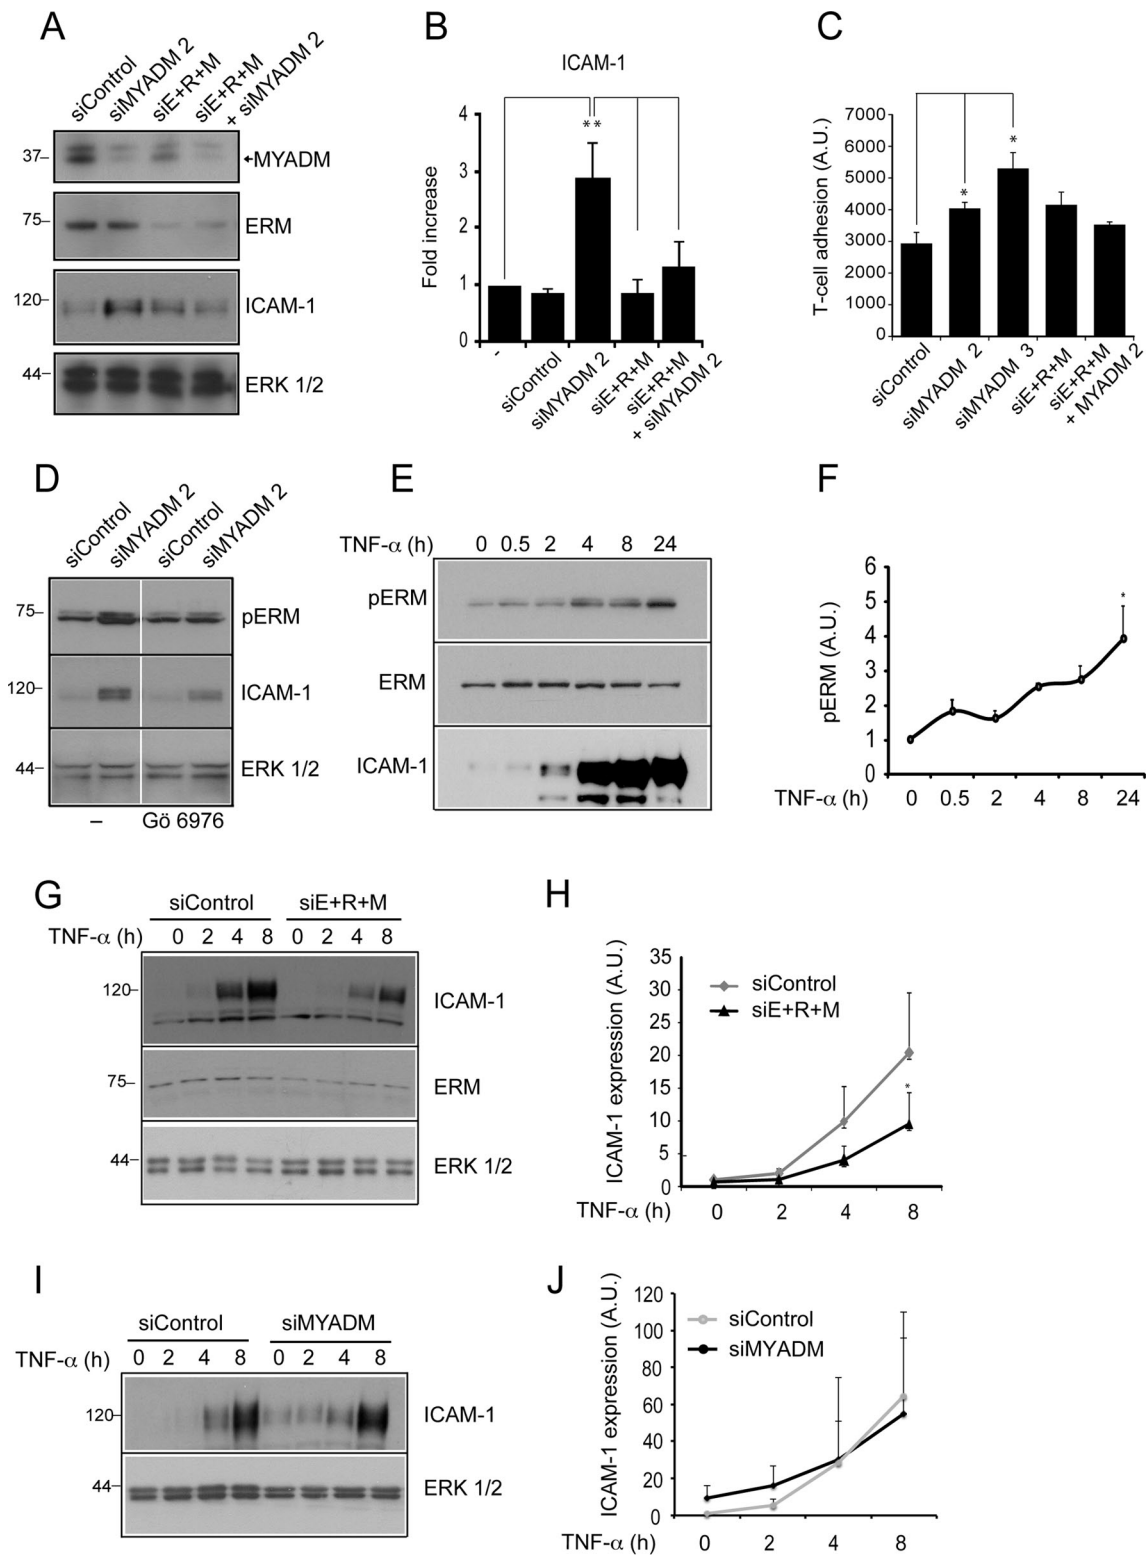 A
siControl
siMYADM 2
siE+R+M
siE+R+M
+ siMYADM 2
37–
MYADM
75–
ERM
120–
ICAM-1
44–
ERK 1/2
B
ICAM-1
Fold increase
4
3
2
1
0
**
-
siControl
siMYADM 2
siE+R+M
siE+R+M
+ siMYADM 2
C
T-cell adhesion (A.U.)
7000
6000
5000
4000
3000
2000
1000
0
*
*
siControl
siMYADM 2
siMYADM 3
siE+R+M
siE+R+M
+ MYADM 2
D
siControl
siMYADM 2
siControl
siMYADM 2
75–
pERM
120–
ICAM-1
44–
ERK 1/2
–
Gö 6976
E
TNF-α (h) 0 0.5 2 4 8 24
pERM
ERM
ICAM-1
F
pERM (A.U.)
6
5
4
3
2
1
0
*
TNF-α (h) 0 0.5 2 4 8 24
G
siControl siE+R+M
TNF-α (h) 0 2 4 8 0 2 4 8
120–
ICAM-1
75–
ERM
44–
ERK 1/2
H
ICAM-1 expression (A.U.)
35
30
25
20
15
10
5
0
siControl
siE+R+M
*
TNF-α (h) 0 2 4 8
I
siControl siMYADM
TNF-α (h) 0 2 4 8 0 2 4 8
120–
ICAM-1
44–
ERK 1/2
J
ICAM-1 expression (A.U.)
120
100
80
60
40
20
0
siControl
siMYADM
TNF-α (h) 0 2 4 8